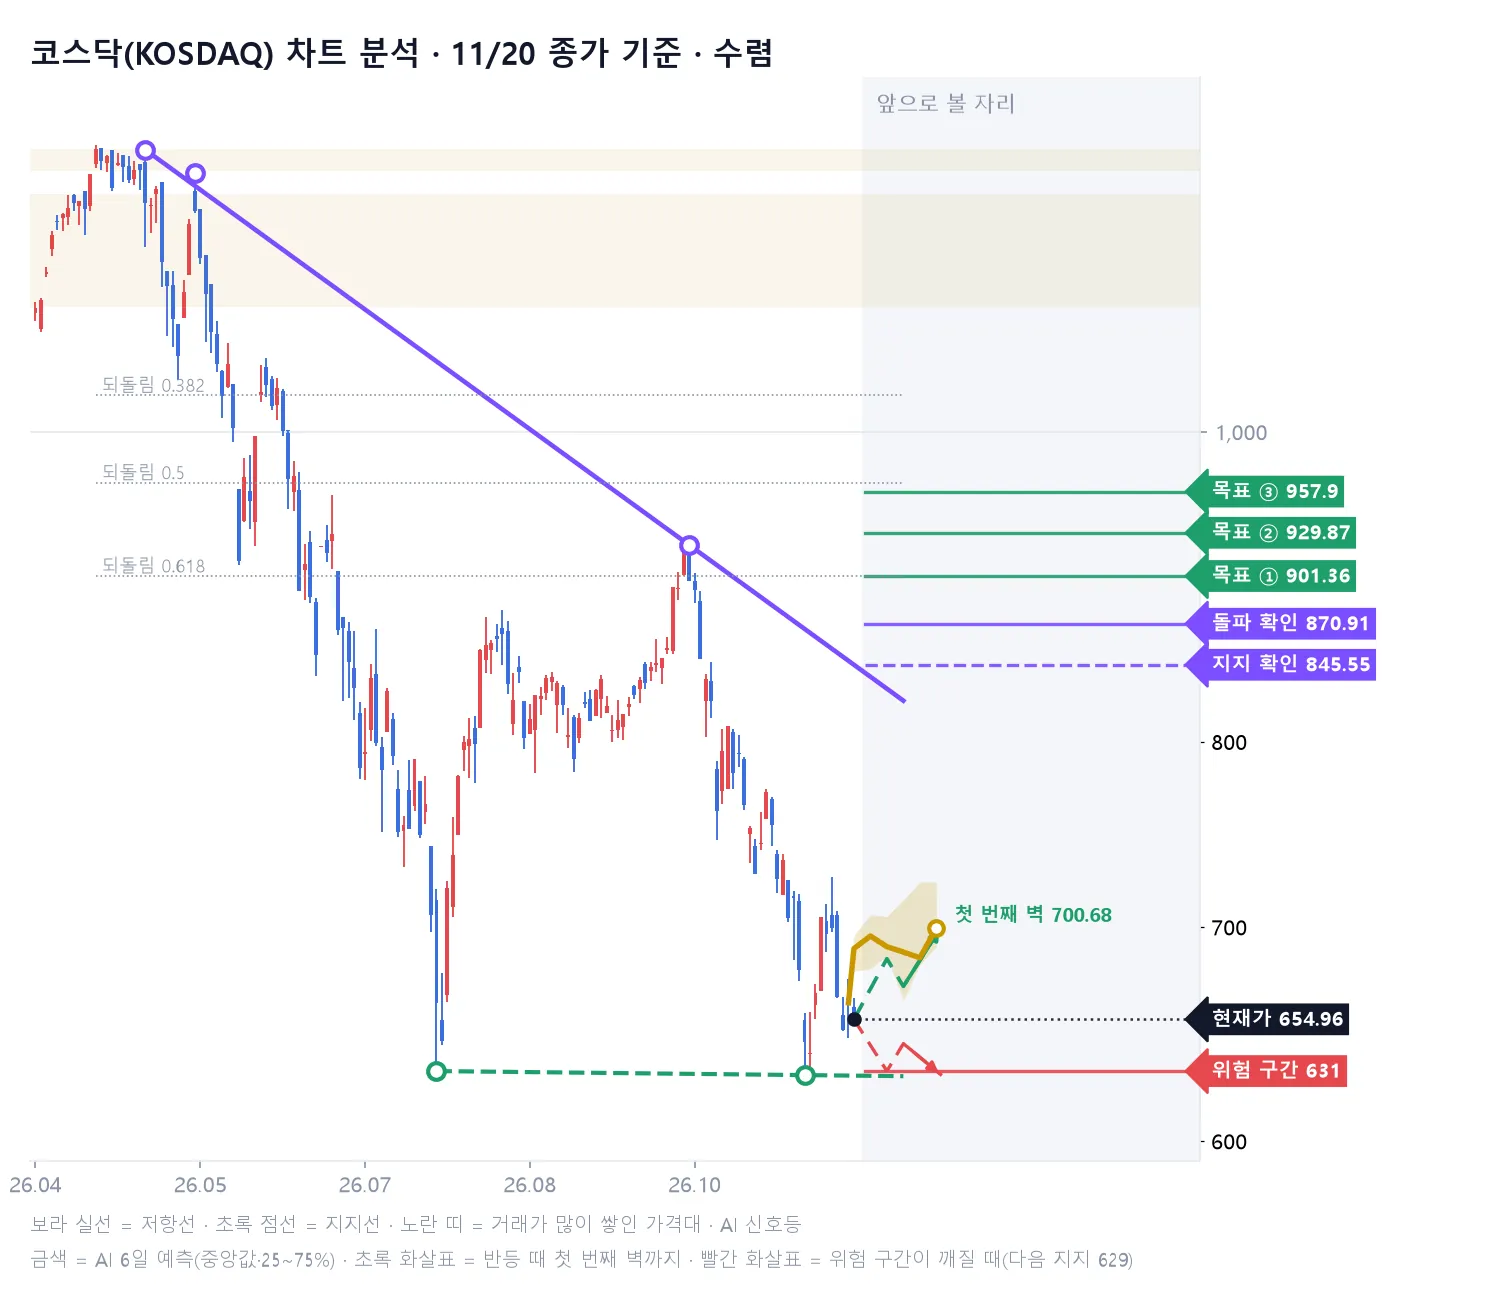 코스닥(KOSDAQ) 차트 분석 · 11/20 종가 기준 · 수렴
앞으로 볼 자리
되돌림 0.382
1,000
되돌림 0.5
목표 ③ 957.9
목표 ② 929.87
되돌림 0.618
목표 ① 901.36
돌파 확인 870.91
지지 확인 845.55
800
첫 번째 벽 700.68
700
현재가 654.96
위험 구간 631
600
26.04 26.05 26.07 26.08 26.10
보라 실선 = 저항선 · 초록 점선 = 지지선 · 노란 띠 = 거래가 많이 쌓인 가격대 · AI 신호등
금색 = AI 6일 예측(중앙값·25~75%) · 초록 화살표 = 반등 때 첫 번째 벽까지 · 빨간 화살표 = 위험 구간이 깨질 때(다음 지지 629)